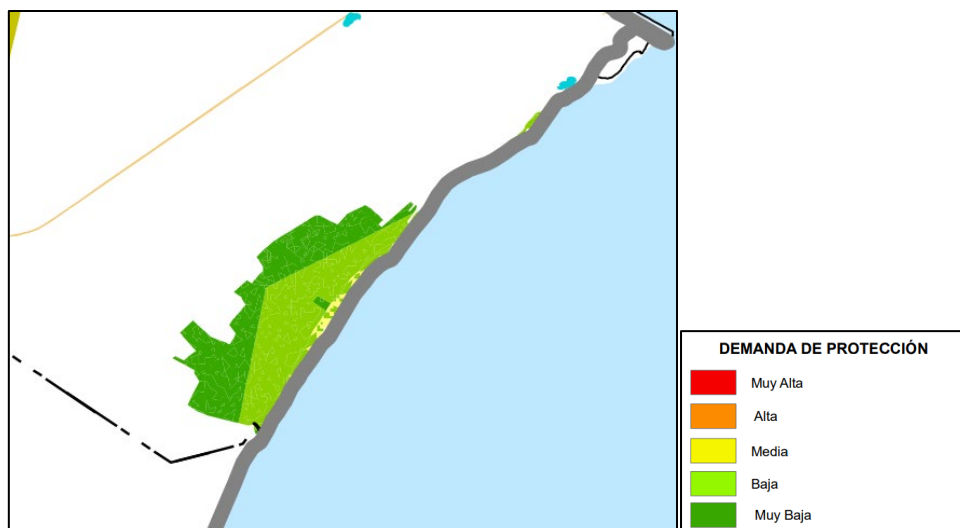 DEMANDA DE PROTECCIÓN
Muy Alta
Alta
Media
Baja
Muy Baja